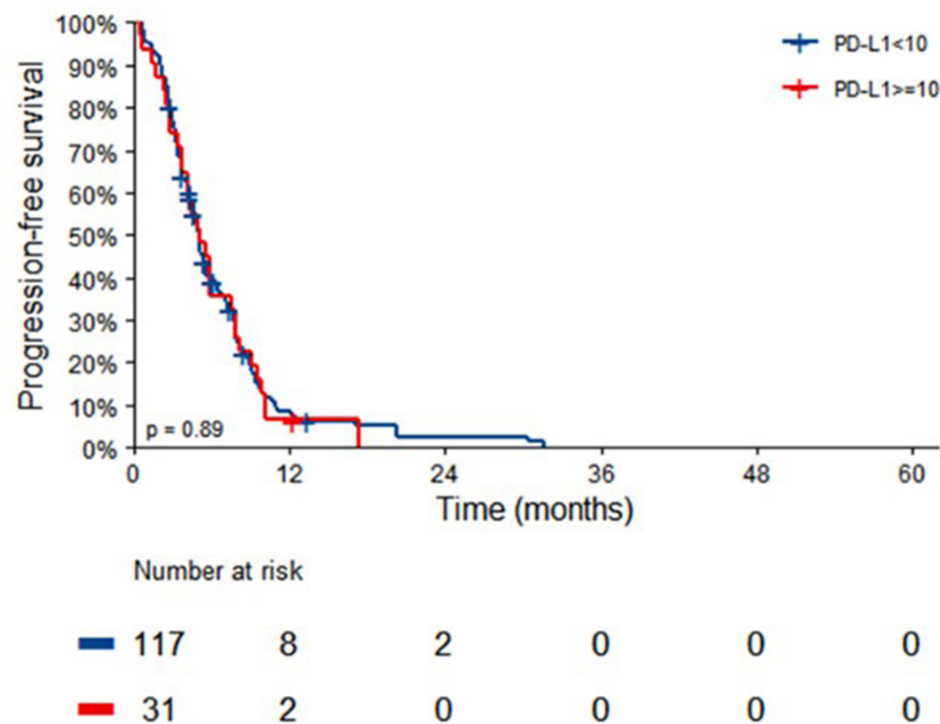 100%
90%
80%
70%
60%
50%
40%
30%
20%
10%
0%
Progression-free survival
PD-L1<10
PD-L1>=10
p = 0.89
0 12 24 36 48 60
Time (months)
Number at risk
117 8 2 0 0 0
31 2 0 0 0 0